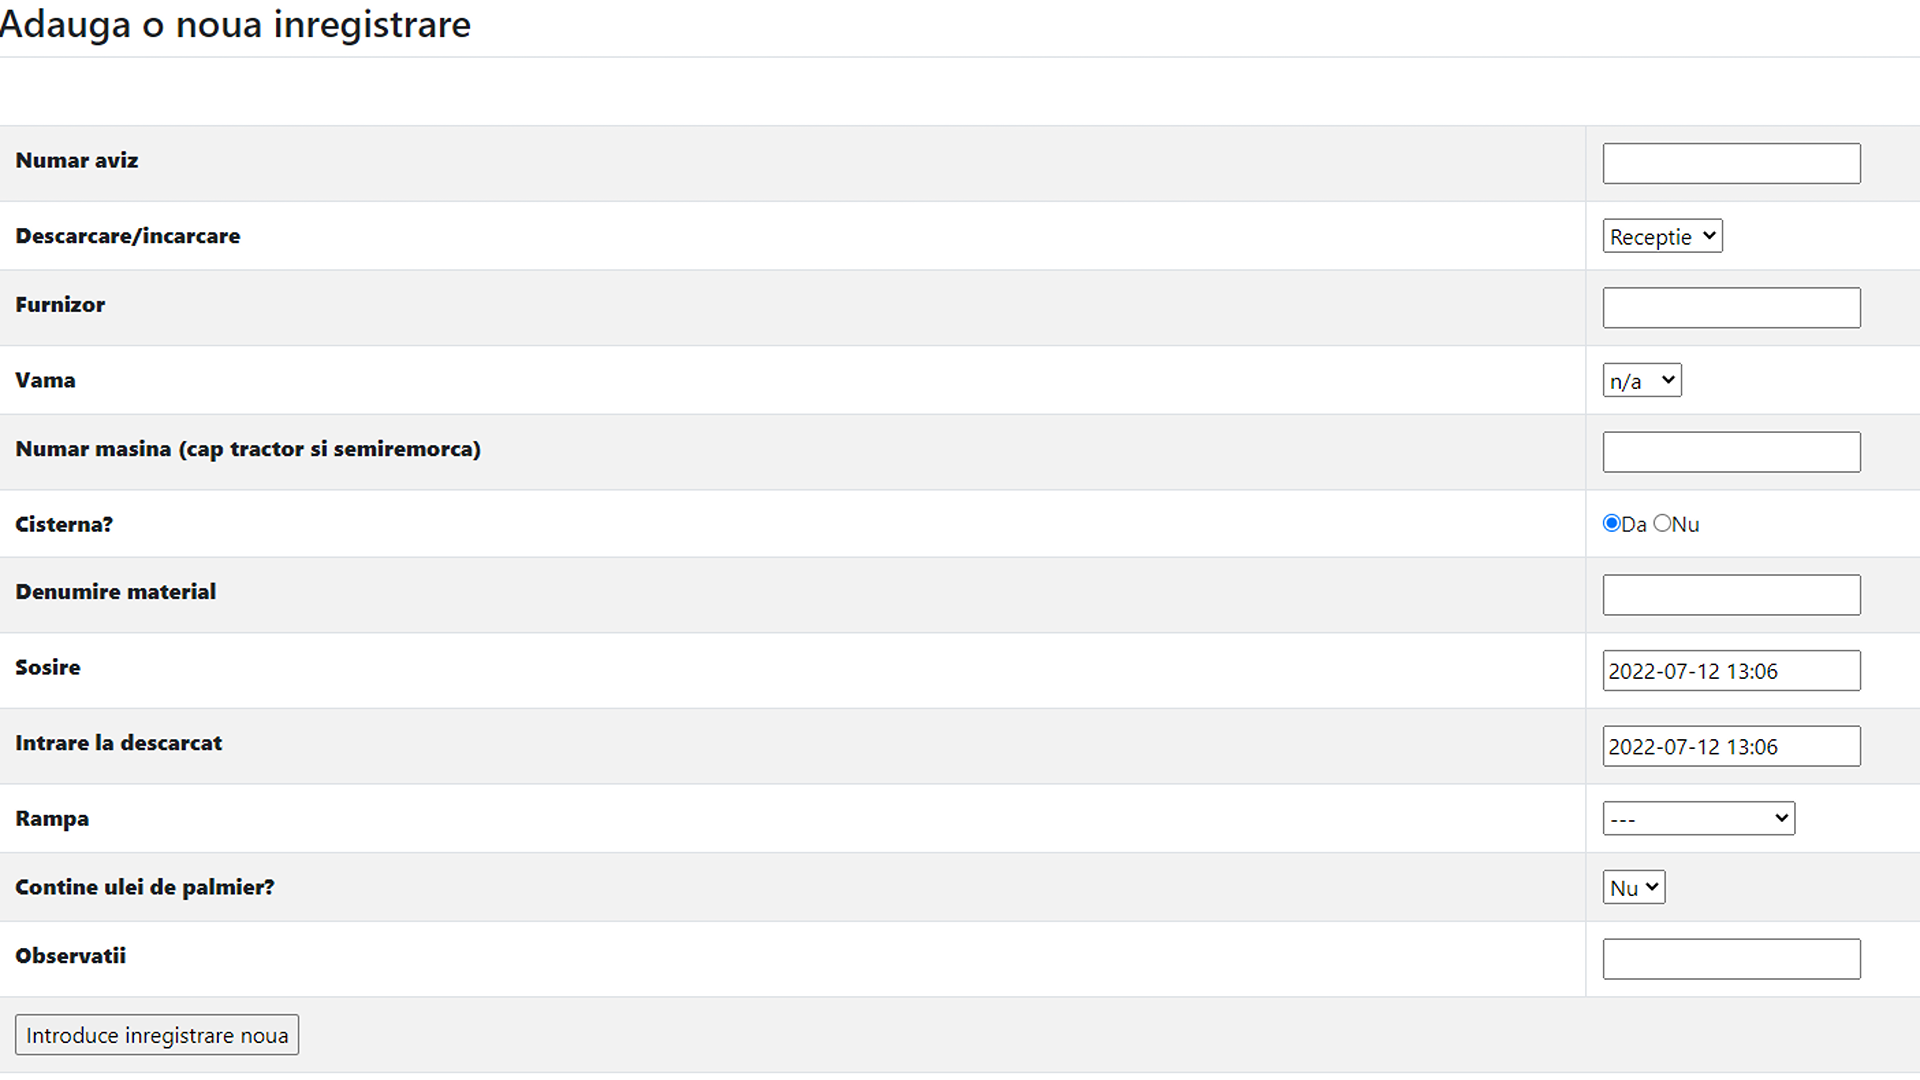 Adauga o noua inregistrare
Numar aviz
Descarcare/incarcare Receptie
Furnizor
Vama n/a
Numar masina (cap tractor si semiremorca)
Cisterna? Da Nu
Denumire material
Sosire 2022-07-12 13:06
Intrare la descarcat 2022-07-12 13:06
Rampa ---
Contine ulei de palmier? Nu
Observatii
Introduce inregistrare noua